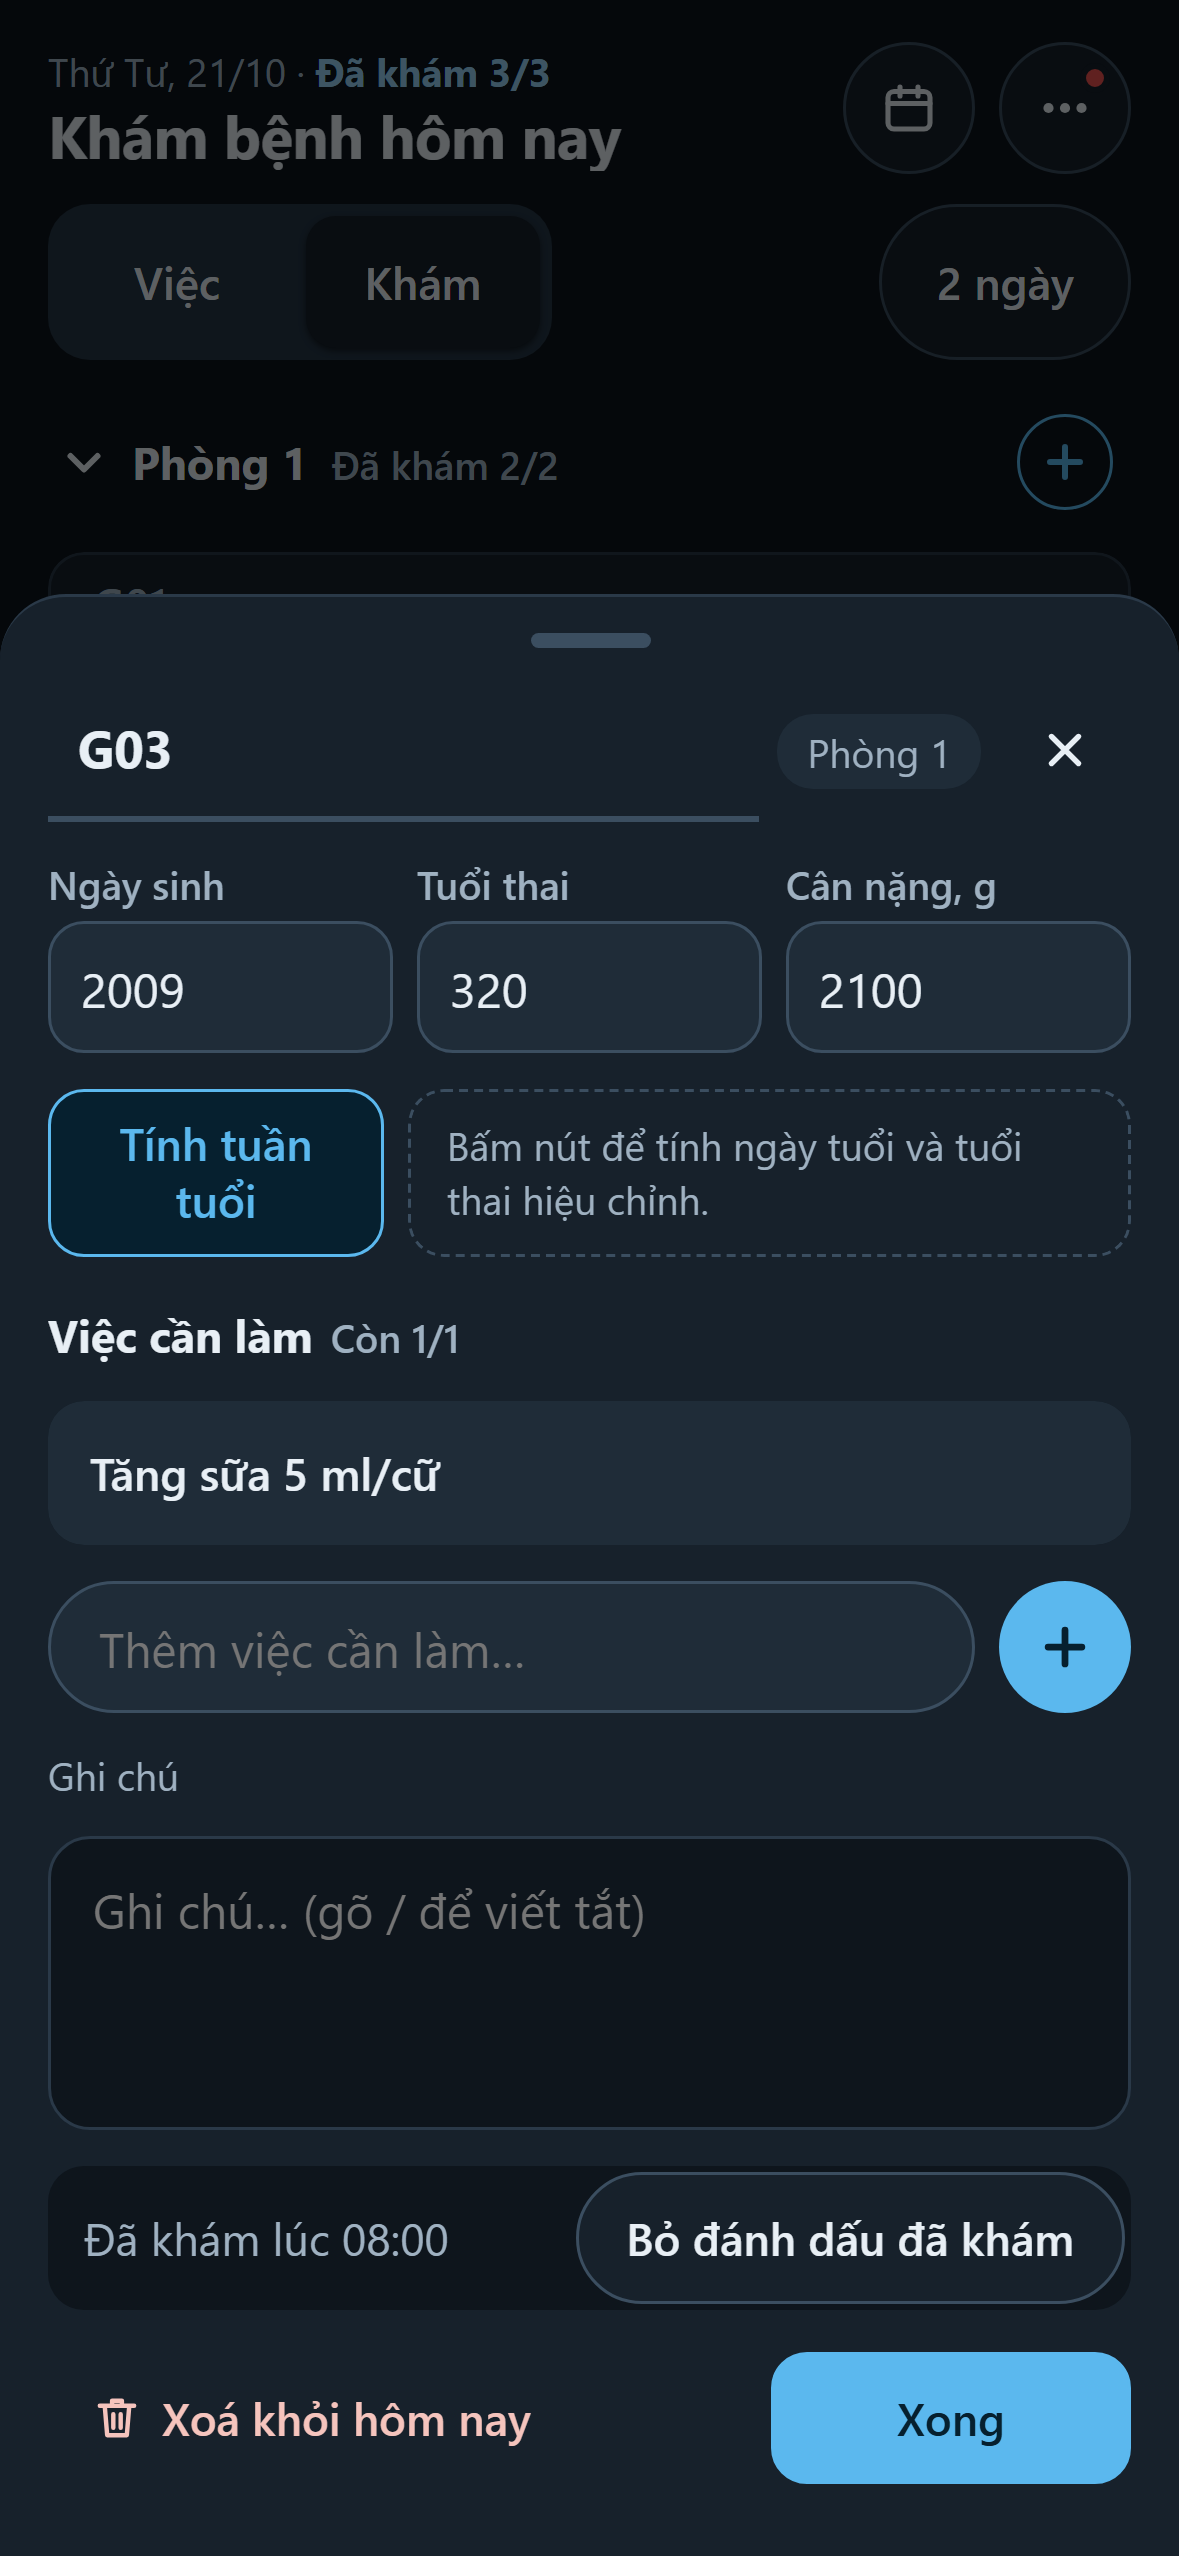 Thứ Tư, 21/10 · Đã khám 3/3
Khám bệnh hôm nay
Việc
Khám
2 ngày
Phòng 1 Đã khám 2/2
G03
Phòng 1
Ngày sinh
Tuổi thai
Cân nặng, g
2009
320
2100
Tính tuần
tuổi
Bấm nút để tính ngày tuổi và tuổi
thai hiệu chỉnh.
Việc cần làm Còn 1/1
Tăng sữa 5 ml/cữ
Thêm việc cần làm...
Ghi chú
Ghi chú... (gõ / để viết tắt)
Đã khám lúc 08:00
Bỏ đánh dấu đã khám
Xoá khỏi hôm nay
Xong